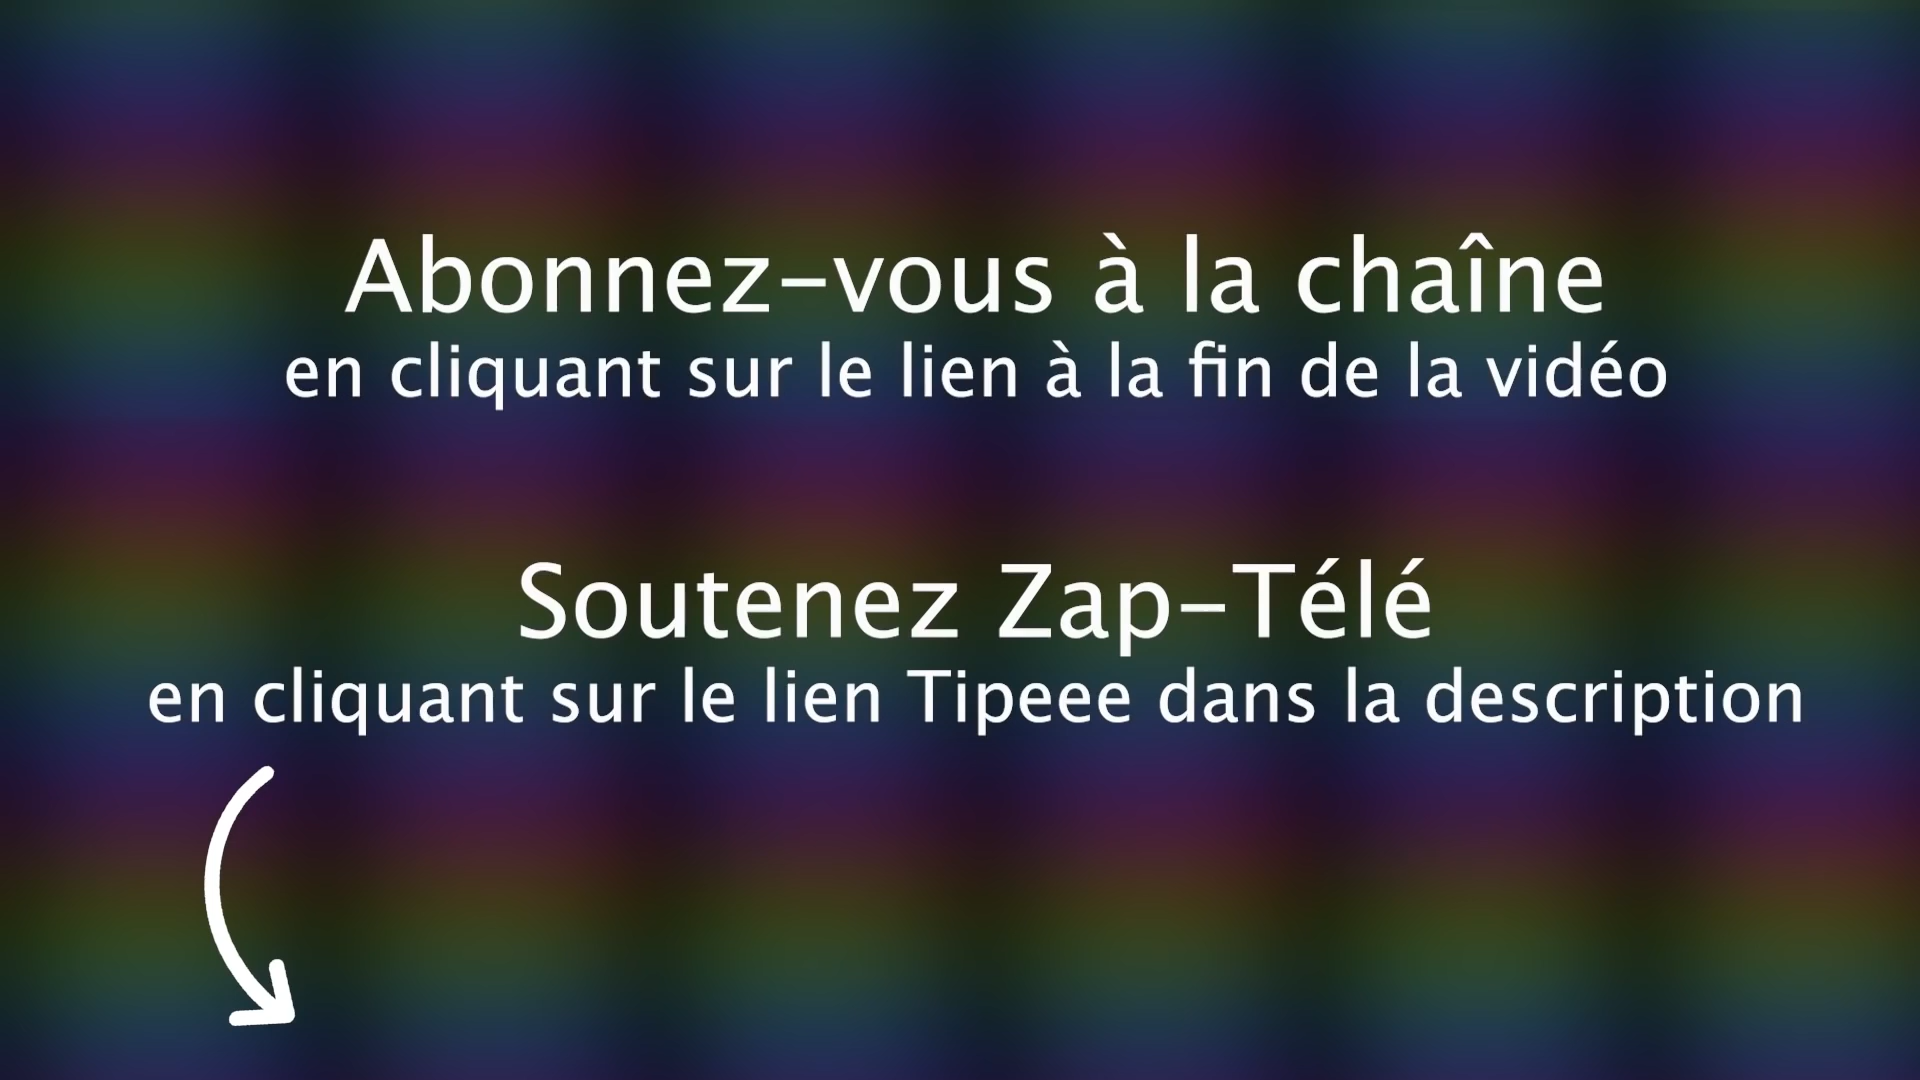 Abonnez-vous à la chaîne
en cliquant sur le lien à la fin de la vidéo
Soutenez Zap-Télé
en cliquant sur le lien Tipeee dans la description